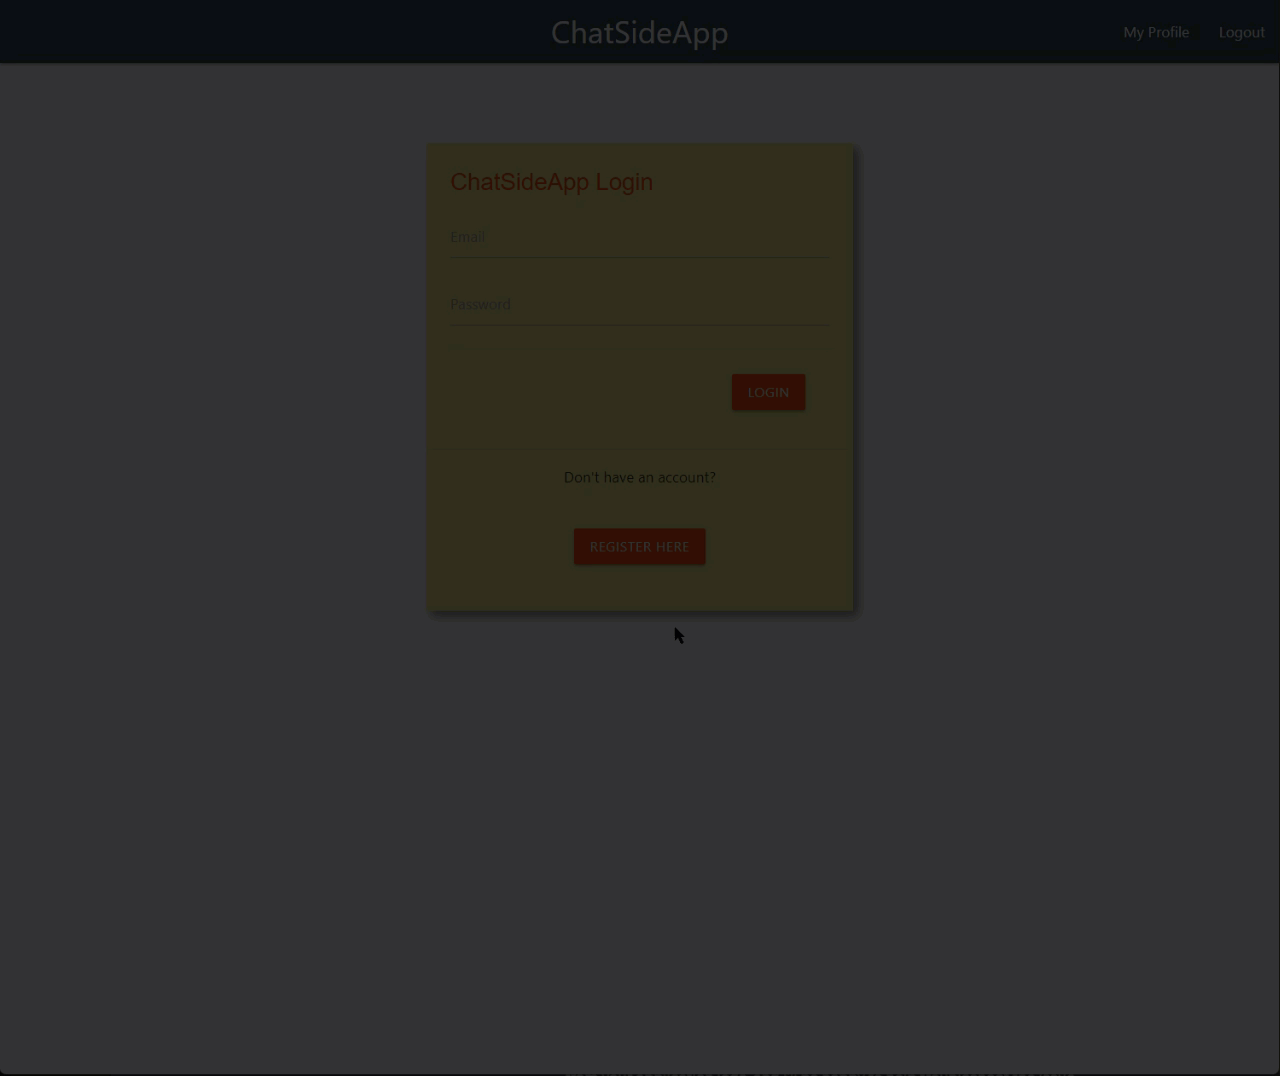 ChatSideApp
My Profile
Logout
ChatSideApp Login
Email
Password
LOGIN
Don't have an account?
REGISTER HERE